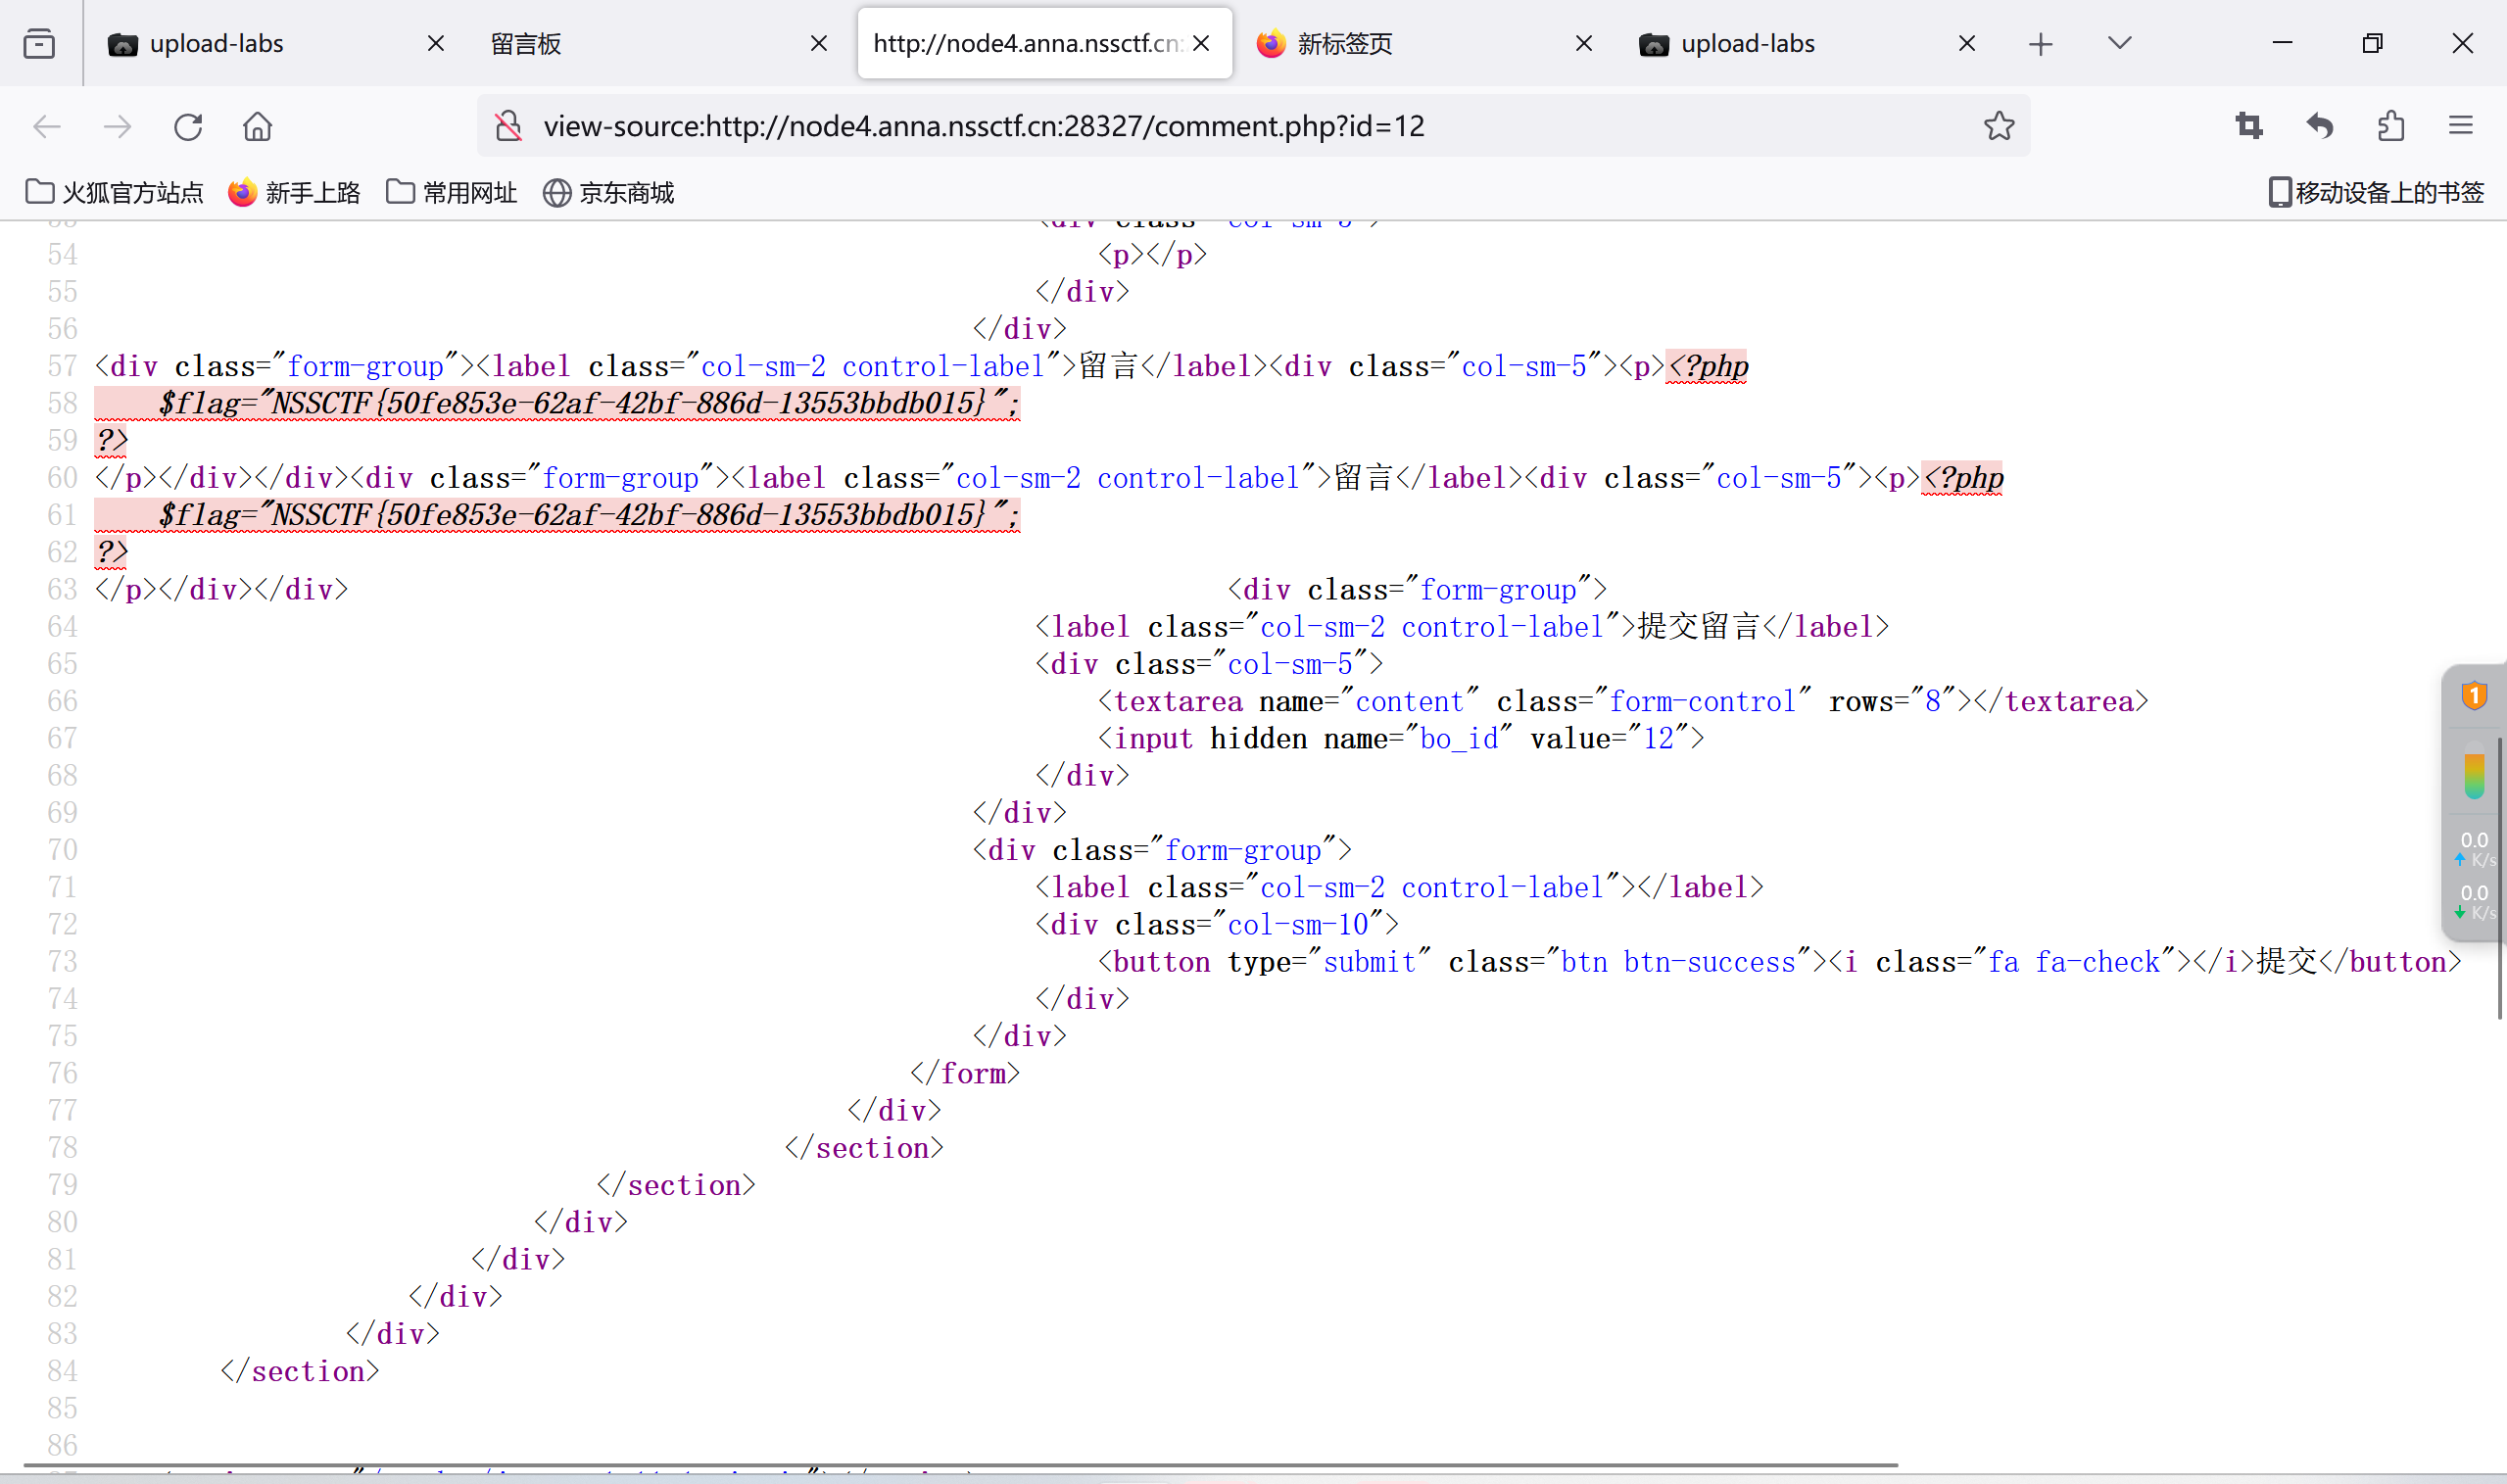 upload-labs
留言板
http://node4.anna.nssctf.cn:
新标签页
upload-labs
view-source:http://node4.anna.nssctf.cn:28327/comment.php?id=12
火狐官方站点
新手上路
常用网址
京东商城
移动设备上的书签
54 <p></p>
55 </div>
56 </div>
57 <div class="form-group"><label class="col-sm-2 control-label">留言</label><div class="col-sm-5"><p><?php
58 $flag="NSSCTF{50fe853e-62af-42bf-886d-13553bbdb015}";
59 ?>
60 </p></div></div><div class="form-group"><label class="col-sm-2 control-label">留言</label><div class="col-sm-5"><p><?php
61 $flag="NSSCTF{50fe853e-62af-42bf-886d-13553bbdb015}";
62 ?>
63 </p></div></div> <div class="form-group">
64 <label class="col-sm-2 control-label">提交留言</label>
65 <div class="col-sm-5">
66 <textarea name="content" class="form-control" rows="8"></textarea>
67 <input hidden name="bo_id" value="12">
68 </div>
69 </div>
70 <div class="form-group">
71 <label class="col-sm-2 control-label"></label>
72 <div class="col-sm-10">
73 <button type="submit" class="btn btn-success"><i class="fa fa-check"></i>提交</button>
74 </div>
75 </div>
76 </form>
77 </div>
78 </section>
79 </section>
80 </div>
81 </div>
82 </div>
83 </div>
84 </section>
85
86
1
0.0
K/s
0.0
K/s